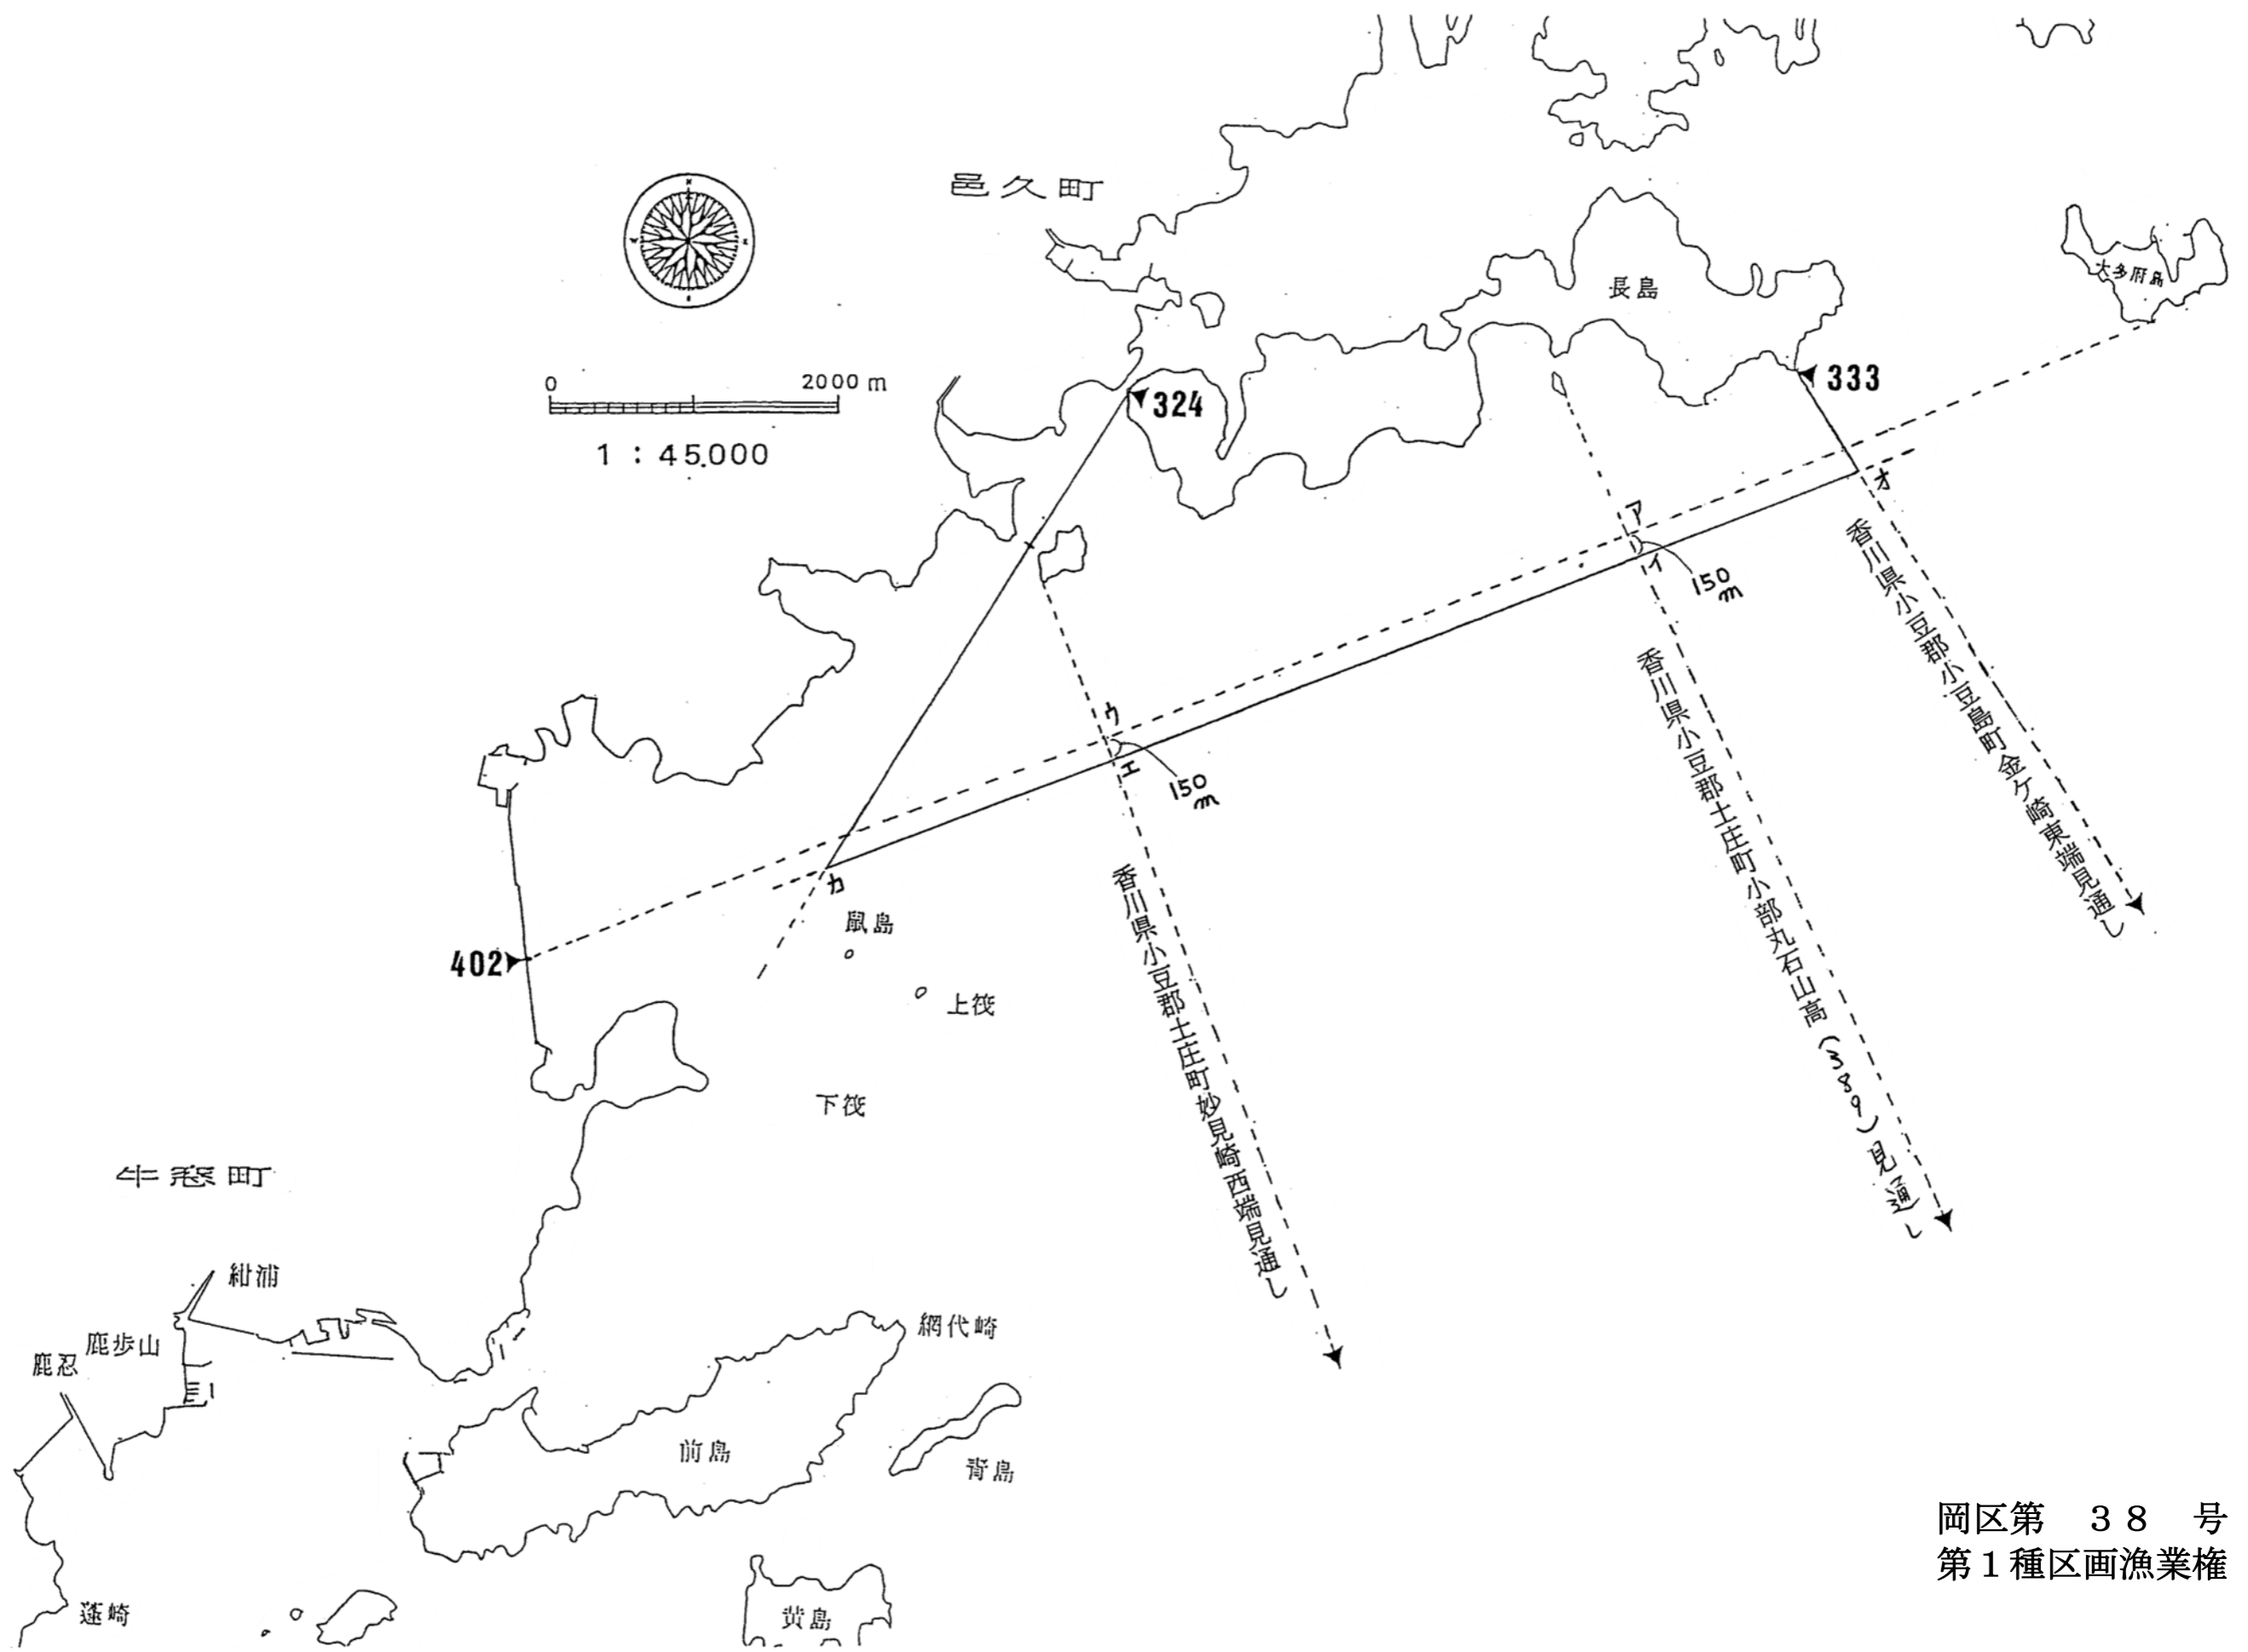 邑久町
長島
大多府島
0 2000 m
1 : 45.000
324
333
オ
ア
イ
150m
ウ
エ
150m
カ
402
鼠島
上筏
下筏
香川県小豆郡小豆島町金ケ崎東端見通し
香川県小豆郡土庄町小部丸石山高(389)見通し
香川県小豆郡土庄町妙見崎西端見通し
牛窓町
紺浦
鹿歩山
鹿忍
網代崎
前島
青島
黄島
蓬崎
岡区第 38 号
第1種区画漁業権